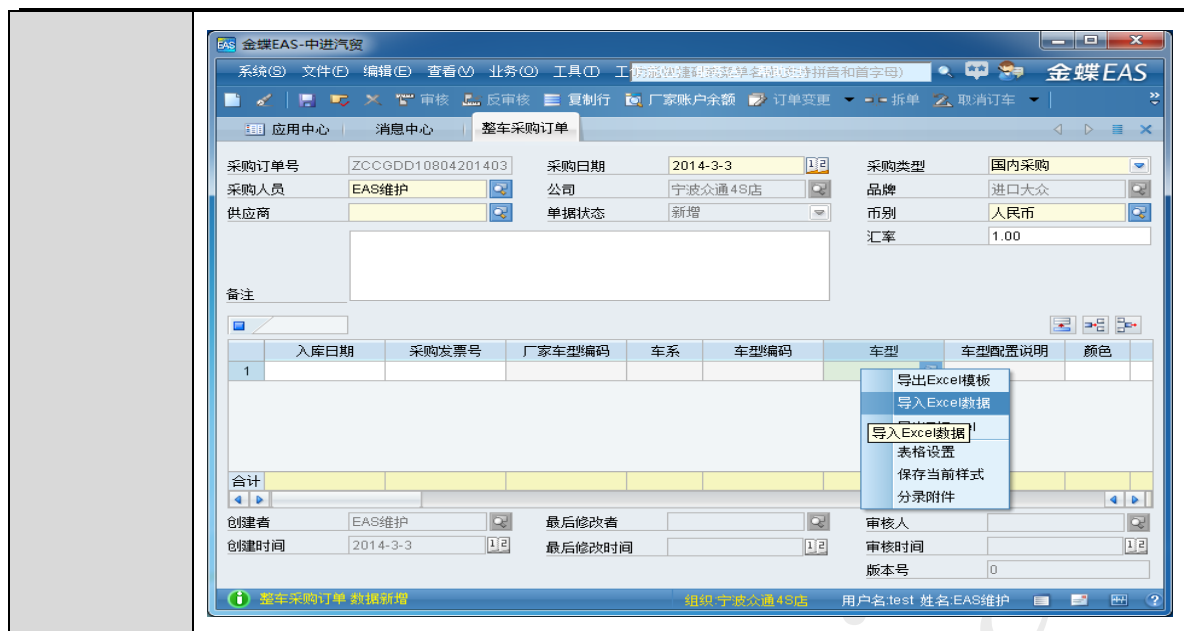 金蝶EAS-中进汽贸
系统(S) 文件(F) 编辑(E) 查看(V) 业务(O) 工具(T)
金蝶EAS
审核 反审核 复制行 厂家账户余额 订单变更 拆单 取消订车
应用中心 消息中心 整车采购订单
采购订单号 ZCCGDD10804201403 采购日期 2014-3-3 采购类型 国内采购
采购人员 EAS维护 公司 宁波众通4S店 品牌 进口大众
供应商 单据状态 新增 币别 人民币
汇率 1.00
备注
入库日期 采购发票号 厂家车型编码 车系 车型编码 车型 车型配置说明 颜色
1
导出Excel模板
导入Excel数据
导入Excel数据
表格设置
保存当前样式
分录附件
合计
创建者 EAS维护 最后修改者 审核人
创建时间 2014-3-3 最后修改时间 审核时间
版本号 0
整车采购订单 数据新增 组织:宁波众通4S店 用户名:test 姓名:EAS维护